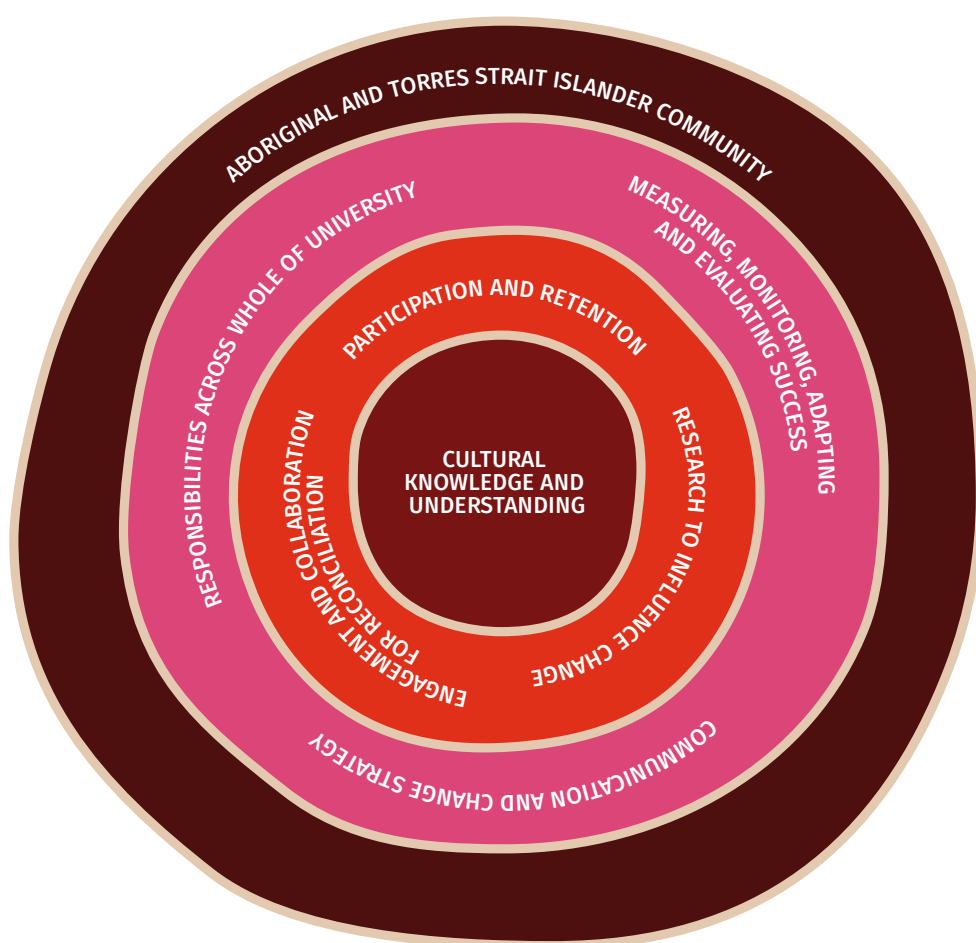 ABORIGINAL AND TORRES STRAIT ISLANDER COMMUNITY
RESPONSIBILITIES ACROSS WHOLE OF UNIVERSITY
MEASURING, MONITORING, ADAPTING
AND EVALUATING SUCCESS
COMMUNICATION AND CHANGE STRATEGY
PARTICIPATION AND RETENTION
RESEARCH TO INFLUENCE CHANGE
ENGAGEMENT AND COLLABORATION
FOR RECONCILIATION
CULTURAL
KNOWLEDGE AND
UNDERSTANDING